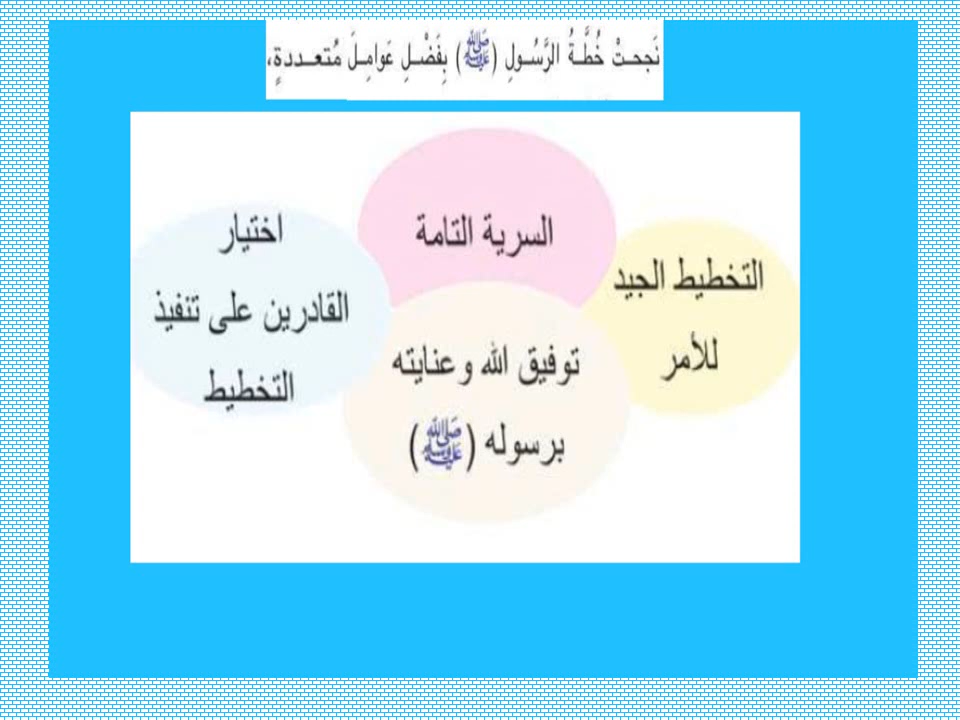 نَجحتْ خُطَّةُ الرَّسُولِ (ﷺ) بِفَضْلِ عَوامِلَ مُتعددةٍ،
السرية التامة
التخطيط الجيد
للأمر
توفيق الله وعنايته
برسوله (ﷺ)
اختيار
القادرين على تنفيذ
التخطيط